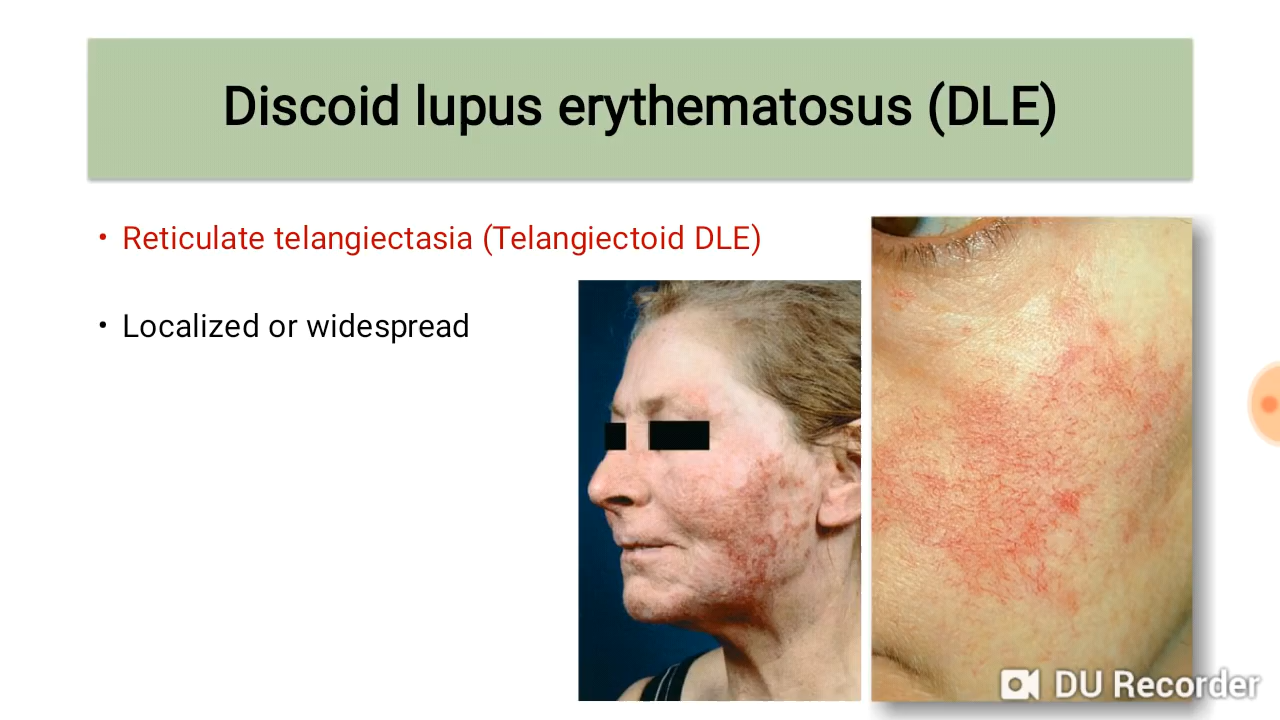 Discoid lupus erythematosus (DLE)
• Reticulate telangiectasia (Telangiectoid DLE)
• Localized or widespread
DU Recorder